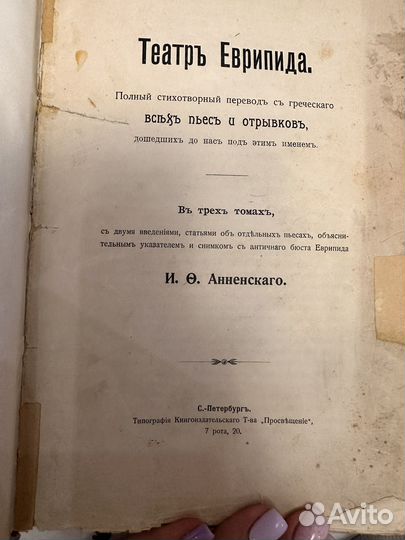 Театръ Еврипида.
Полный стихотворный переводъ съ греческаго
всѣхъ пьесъ и отрывковъ,
дошедшихъ до насъ подъ этимъ именемъ.
Въ трехъ томахъ,
съ двумя введеніями, статьями объ отдѣльныхъ пьесахъ, объясни-
тельнымъ указателемъ и снимкомъ съ античнаго бюста Еврипида
И. Ѳ. Анненскаго.
С.-Петербургъ.
Типографія Книгоиздательскаго Т-ва „Просвѣщеніе“,
7 рота, 20.
Avito